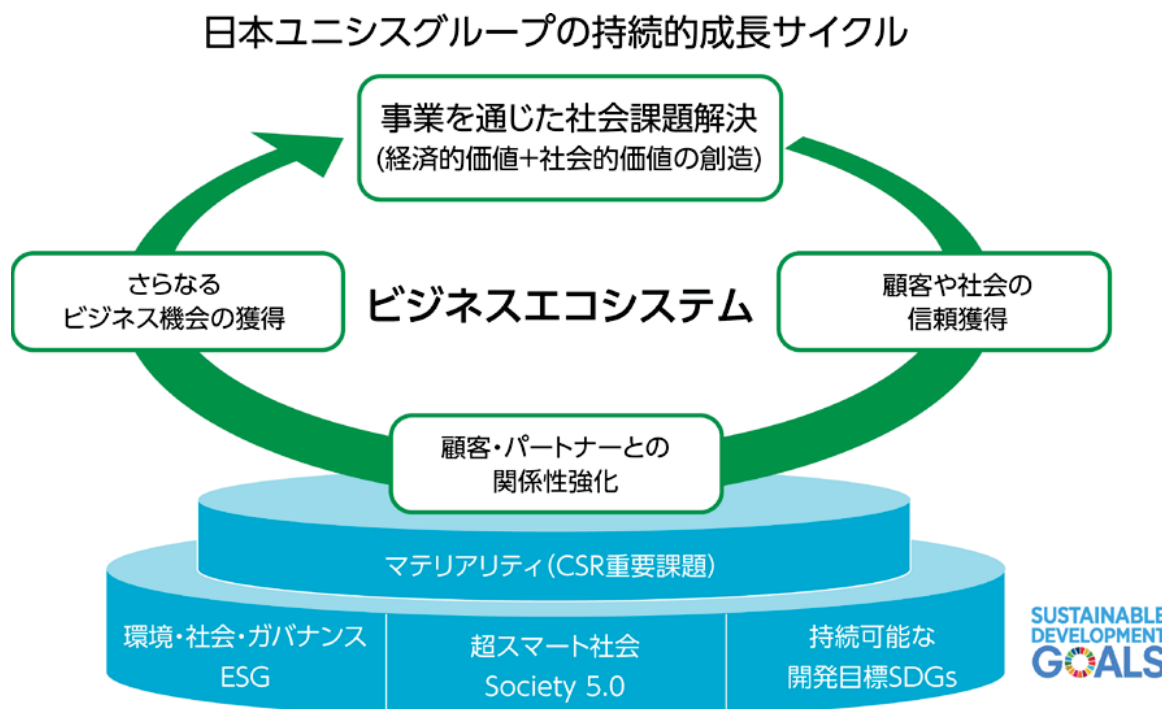 日本ユニシスグループの持続的成長サイクル
事業を通じた社会課題解決
(経済的価値+社会的価値の創造)
さらなる
ビジネス機会の獲得
ビジネスエコシステム
顧客や社会の
信頼獲得
顧客・パートナーとの
関係性強化
マテリアリティ(CSR重要課題)
環境・社会・ガバナンス
ESG
超スマート社会
Society 5.0
持続可能な
開発目標SDGs
SUSTAINABLE
DEVELOPMENT
GOALS